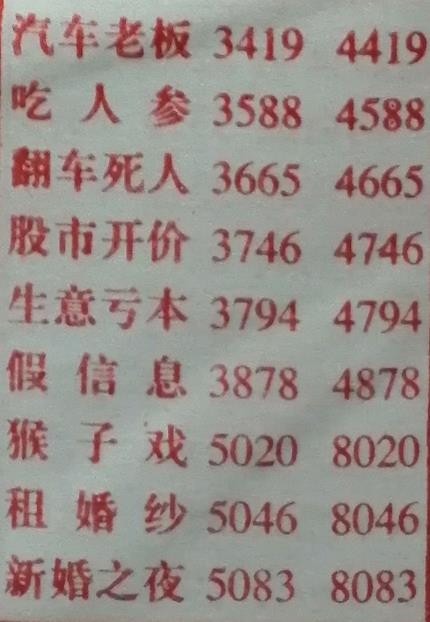 汽车老板 3419 4419
吃人参 3588 4588
翻车死人 3665 4665
股市开价 3746 4746
生意亏本 3794 4794
假信息 3878 4878
猴子戏 5020 8020
租婚纱 5046 8046
新婚之夜 5083 8083